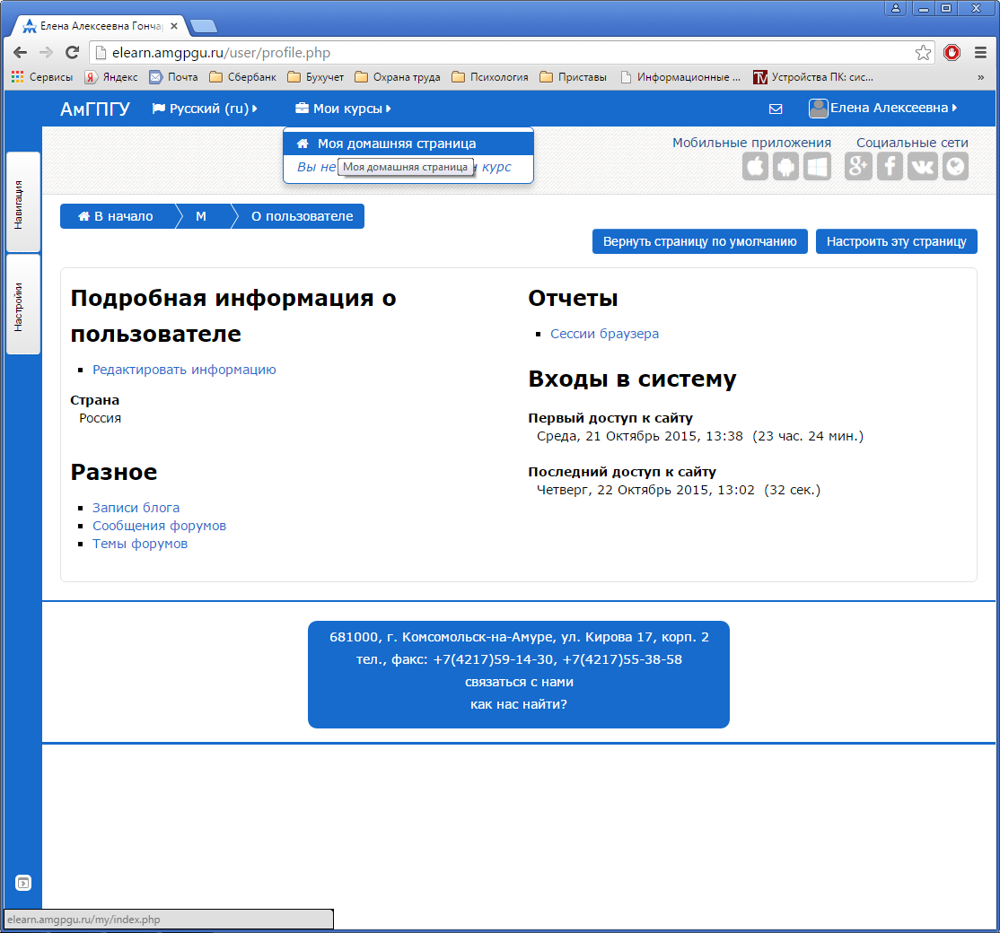 Елена Алексеевна Гонча
elearn.amgpgu.ru/user/profile.php
Сервисы Яндекс Почта Сбербанк Бухучет Охрана труда Психология Приставы Информационные ... Устройства ПК: сис... »
АмГПГУ Русский (ru) Мои курсы Елена Алексеевна
Моя домашняя страница
Вы не курс
Моя домашняя страница
Мобильные приложения Социальные сети
Навигация
Настройки
В начало М О пользователе
Вернуть страницу по умолчанию Настроить эту страницу
Подробная информация о
пользователе
Редактировать информацию
Страна
Россия
Разное
Записи блога
Сообщения форумов
Темы форумов
Отчеты
Сессии браузера
Входы в систему
Первый доступ к сайту
Среда, 21 Октябрь 2015, 13:38 (23 час. 24 мин.)
Последний доступ к сайту
Четверг, 22 Октябрь 2015, 13:02 (32 сек.)
681000, г. Комсомольск-на-Амуре, ул. Кирова 17, корп. 2
тел., факс: +7(4217)59-14-30, +7(4217)55-38-58
связаться с нами
как нас найти?
elearn.amgpgu.ru/my/index.php